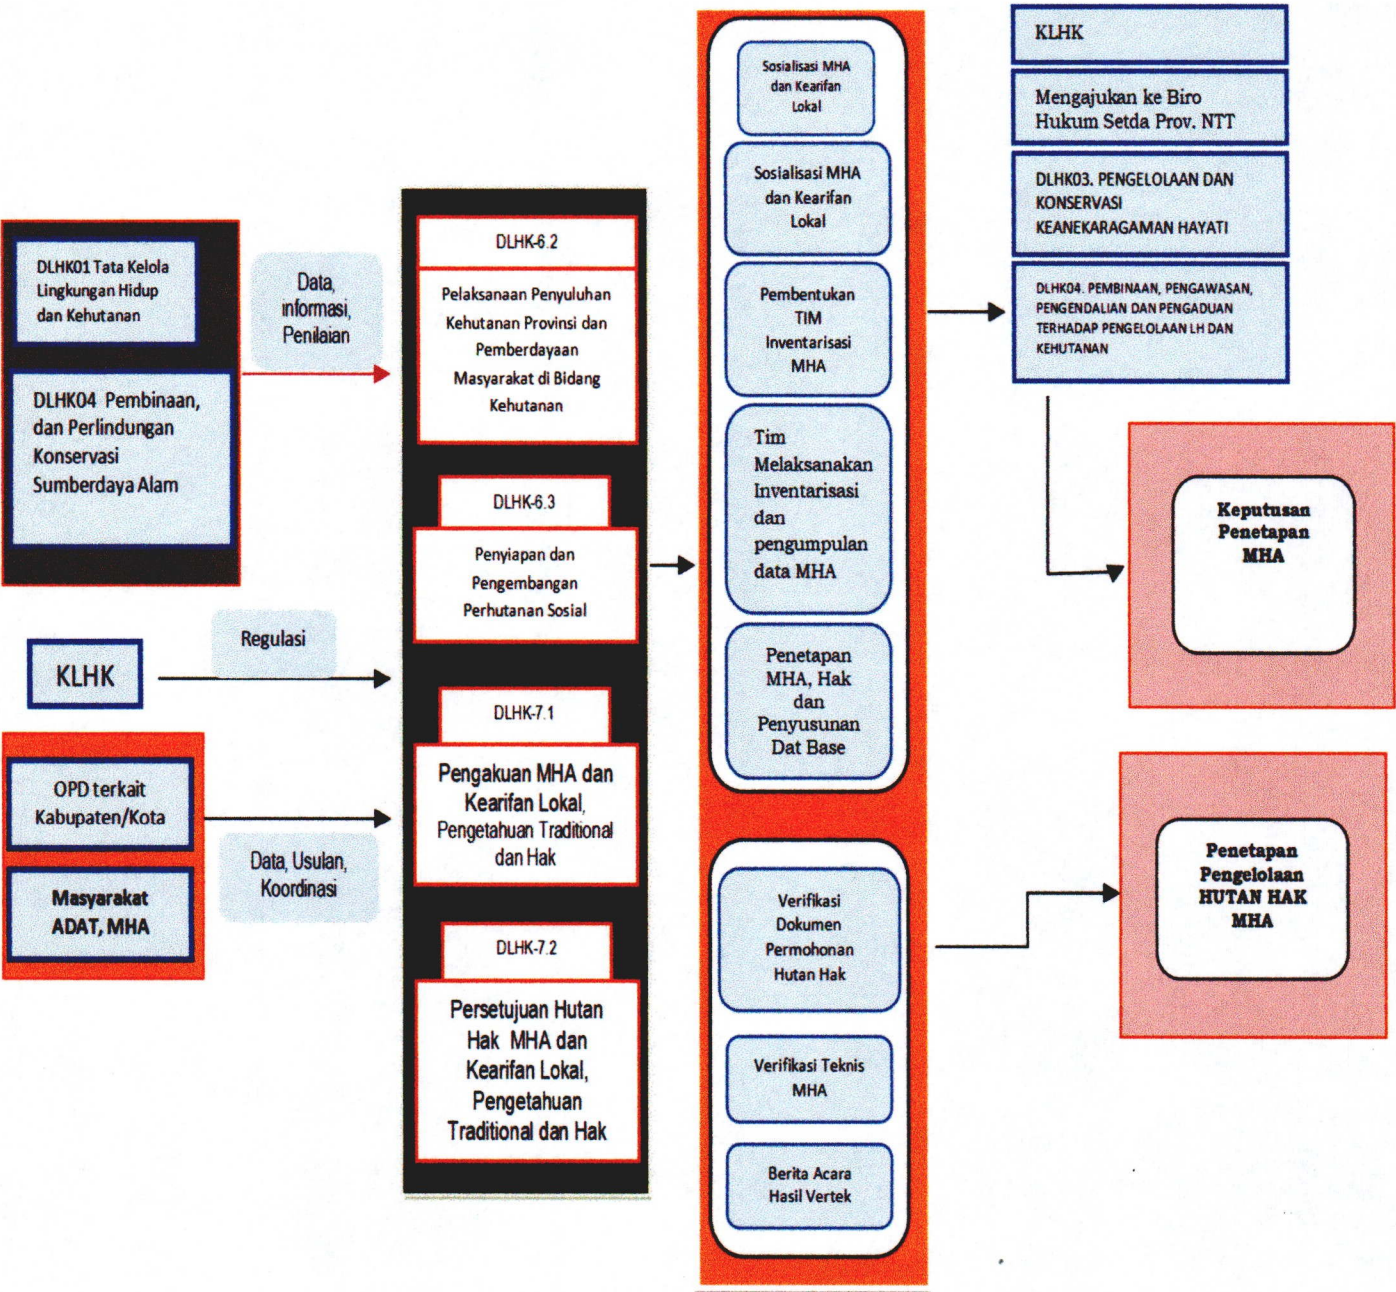 DLHK01 Tata Kelola
Lingkungan Hidup
dan Kehutanan
DLHK04 Pembinaan,
dan Perlindungan
Konservasi
Sumberdaya Alam
Data,
informasi,
Penilaian
KLHK
Regulasi
OPD terkait
Kabupaten/Kota
Masyarakat
ADAT, MHA
Data, Usulan,
Koordinasi
DLHK-6.2
Pelaksanaan Penyuluhan
Kehutanan Provinsi dan
Pemberdayaan
Masyarakat di Bidang
Kehutanan
DLHK-6.3
Penyiapan dan
Pengembangan
Perhutanan Sosial
DLHK-7.1
Pengakuan MHA dan
Kearifan Lokal,
Pengetahuan Traditional
dan Hak
DLHK-7.2
Persetujuan Hutan
Hak MHA dan
Kearifan Lokal,
Pengetahuan
Traditional dan Hak
Sosialisasi MHA
dan Kearifan
Lokal
Sosialisasi MHA
dan Kearifan
Lokal
Pembentukan
TIM
Inventarisasi
MHA
Tim
Melaksanakan
Inventarisasi
dan
pengumpulan
data MHA
Penetapan
MHA, Hak
dan
Penyusunan
Dat Base
Verifikasi
Dokumen
Permohonan
Hutan Hak
Verifikasi Teknis
MHA
Berita Acara
Hasil Vertek
KLHK
Mengajukan ke Biro
Hukum Setda Prov. NTT
DLHK03. PENGELOLAAN DAN
KONSERVASI
KEANEKARAGAMAN HAYATI
DLHK04. PEMBINAAN, PENGAWASAN,
PENGENDALIAN DAN PENGADUAN
TERHADAP PENGELOLAAN LH DAN
KEHUTANAN
Keputusan
Penetapan
MHA
Penetapan
Pengelolaan
HUTAN HAK
MHA